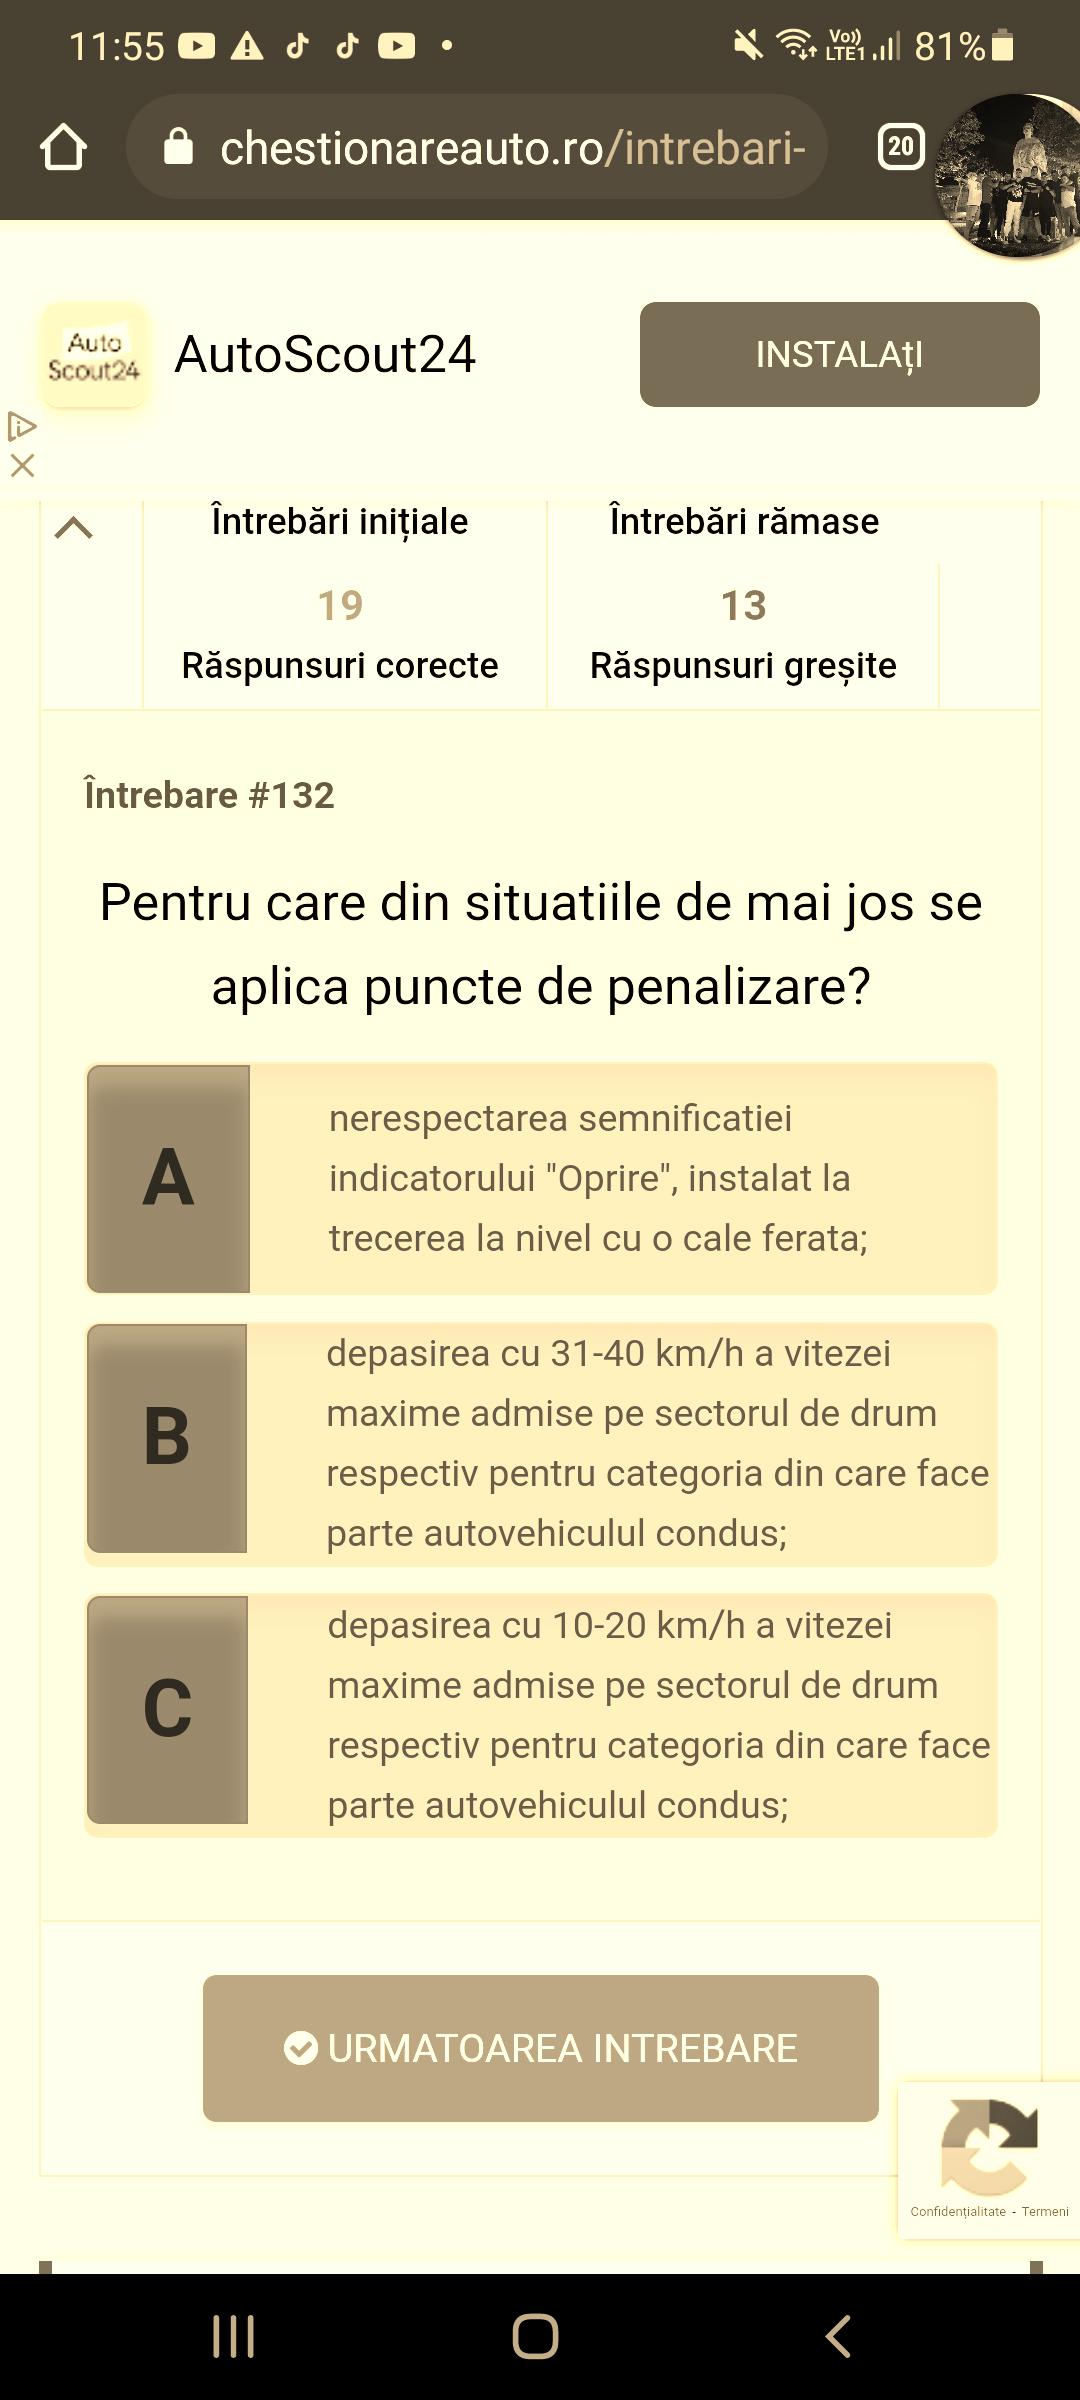 11:55
Vo)) LTE1 81%
chestionareauto.ro/intrebari-
20
Auto Scout24
AutoScout24
INSTALAțI
Întrebări inițiale
Întrebări rămase
19
13
Răspunsuri corecte
Răspunsuri greșite
Întrebare #132
Pentru care din situatiile de mai jos se
aplica puncte de penalizare?
A
nerespectarea semnificatiei
indicatorului "Oprire", instalat la
trecerea la nivel cu o cale ferata;
B
depasirea cu 31-40 km/h a vitezei
maxime admise pe sectorul de drum
respectiv pentru categoria din care face
parte autovehiculul condus;
C
depasirea cu 10-20 km/h a vitezei
maxime admise pe sectorul de drum
respectiv pentru categoria din care face
parte autovehiculul condus;
URMATOAREA INTREBARE
Confidențialitate - Termeni